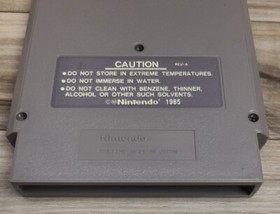 CAUTION REV-A
●DO NOT STORE IN EXTREME TEMPERATURES.
●DO NOT IMMERSE IN WATER.
●DO NOT CLEAN WITH BENZENE, THINNER,
ALCOHOL OR OTHER SUCH SOLVENTS.
©Nintendo 1985